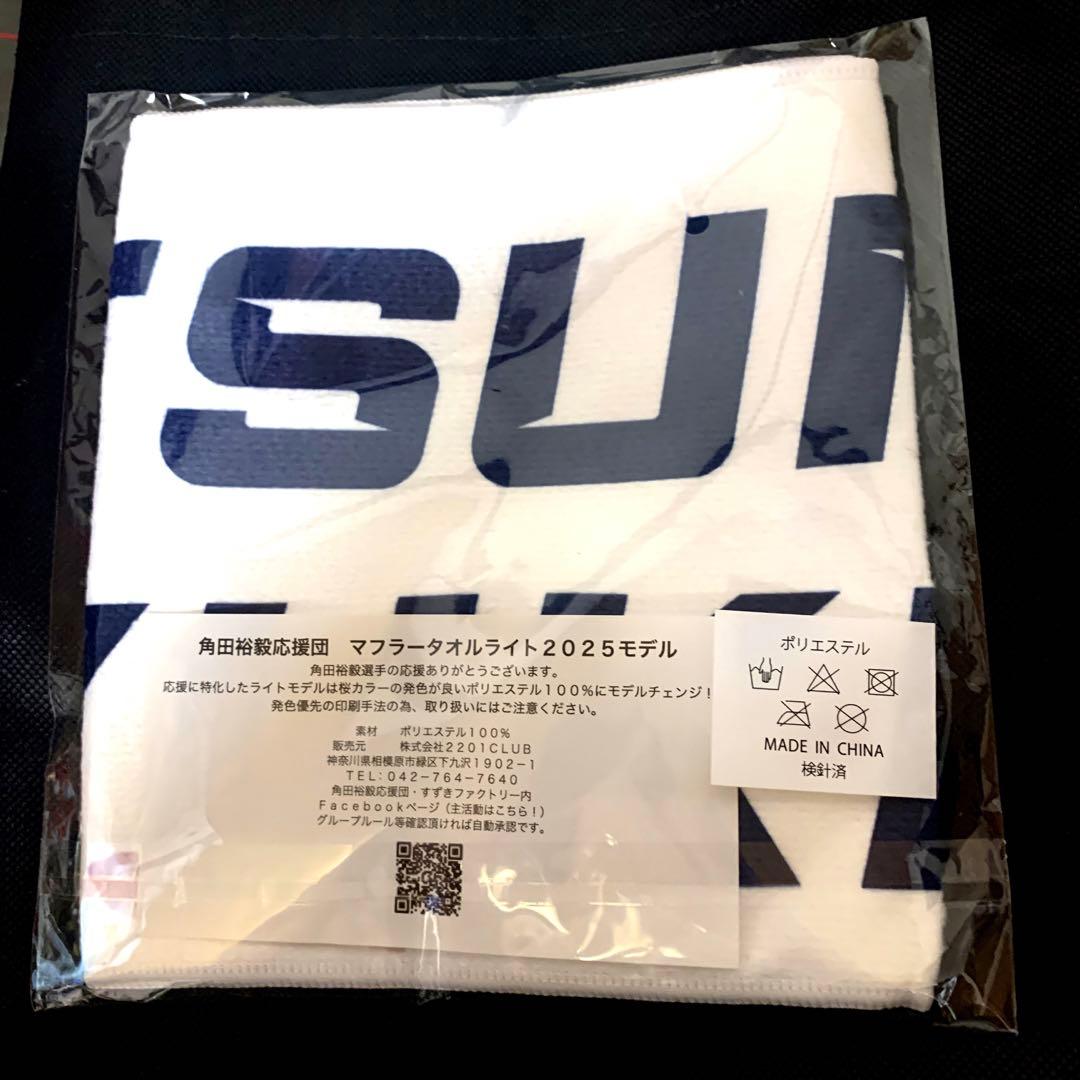 TSUN
YUKI
角田裕毅応援団　マフラータオルライト２０２５モデル
角田裕毅選手の応援ありがとうございます。
応援に特化したライトモデルは桜カラーの発色が良いポリエステル１００％にモデルチェンジ！
発色優先の印刷手法の為、取り扱いにはご注意ください。
素材　ポリエステル１００％
販売元　株式会社２２０１ＣＬＵＢ
神奈川県相模原市緑区下九沢１９０２－１
ＴＥＬ：０４２－７６４－７６４０
角田裕毅応援団・すずきファクトリー内
Ｆａｃｅｂｏｏｋページ（主活動はこちら！）
グループルール等確認頂ければ自動承認です。
ポリエステル
MADE IN CHINA
検針済